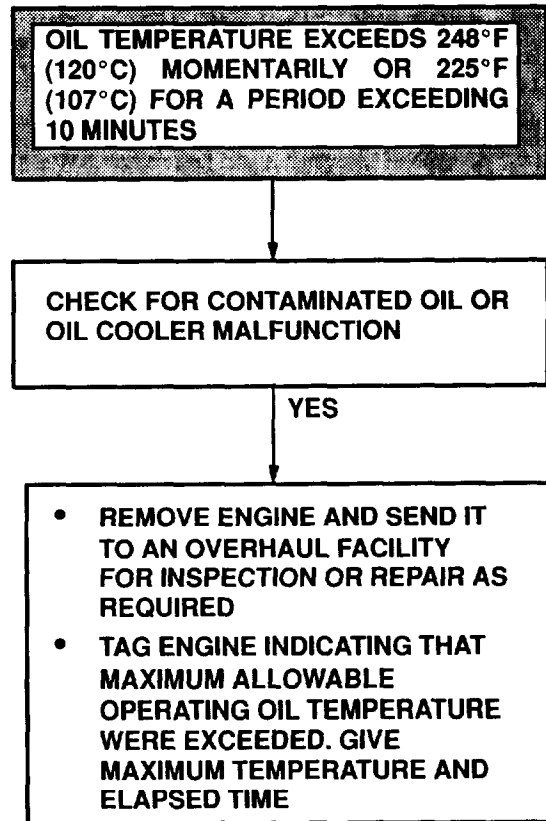 OIL TEMPERATURE EXCEEDS 248°F
(120°C) MOMENTARILY OR 225°F
(107°C) FOR A PERIOD EXCEEDING
10 MINUTES
CHECK FOR CONTAMINATED OIL OR
OIL COOLER MALFUNCTION
YES
• REMOVE ENGINE AND SEND IT
TO AN OVERHAUL FACILITY
FOR INSPECTION OR REPAIR AS
REQUIRED
• TAG ENGINE INDICATING THAT
MAXIMUM ALLOWABLE
OPERATING OIL TEMPERATURE
WERE EXCEEDED. GIVE
MAXIMUM TEMPERATURE AND
ELAPSED TIME